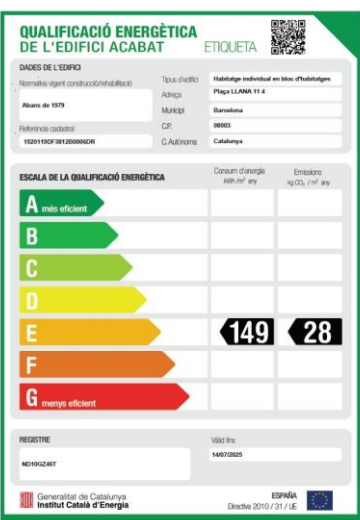 QUALIFICACIÓ ENERGÈTICA
DE L'EDIFICI ACABAT
ETIQUETA
DADES DE L'EDIFICI
Normativa vigent construcció/rehabilitació
Abans de 1979
Referència cadastral
1520119DF3812B0006DR
Tipus d'edifici Habitatge individual en bloc d'habitatges
Adreça Plaça LLANA 11 4
Municipi Barcelona
C.P. 08003
C.Autònoma Catalunya
ESCALA DE LA QUALIFICACIÓ ENERGÈTICA
Consum d'energia
kWh /m² any
Emissions
kg CO₂ / m² any
A més eficient
B
C
D
E 149 28
F
G menys eficient
REGISTRE
ND10GZ46T
Vàlid fins
14/07/2025
Generalitat de Catalunya
Institut Català d'Energia
ESPAÑA
Directiva 2010 / 31 / UE